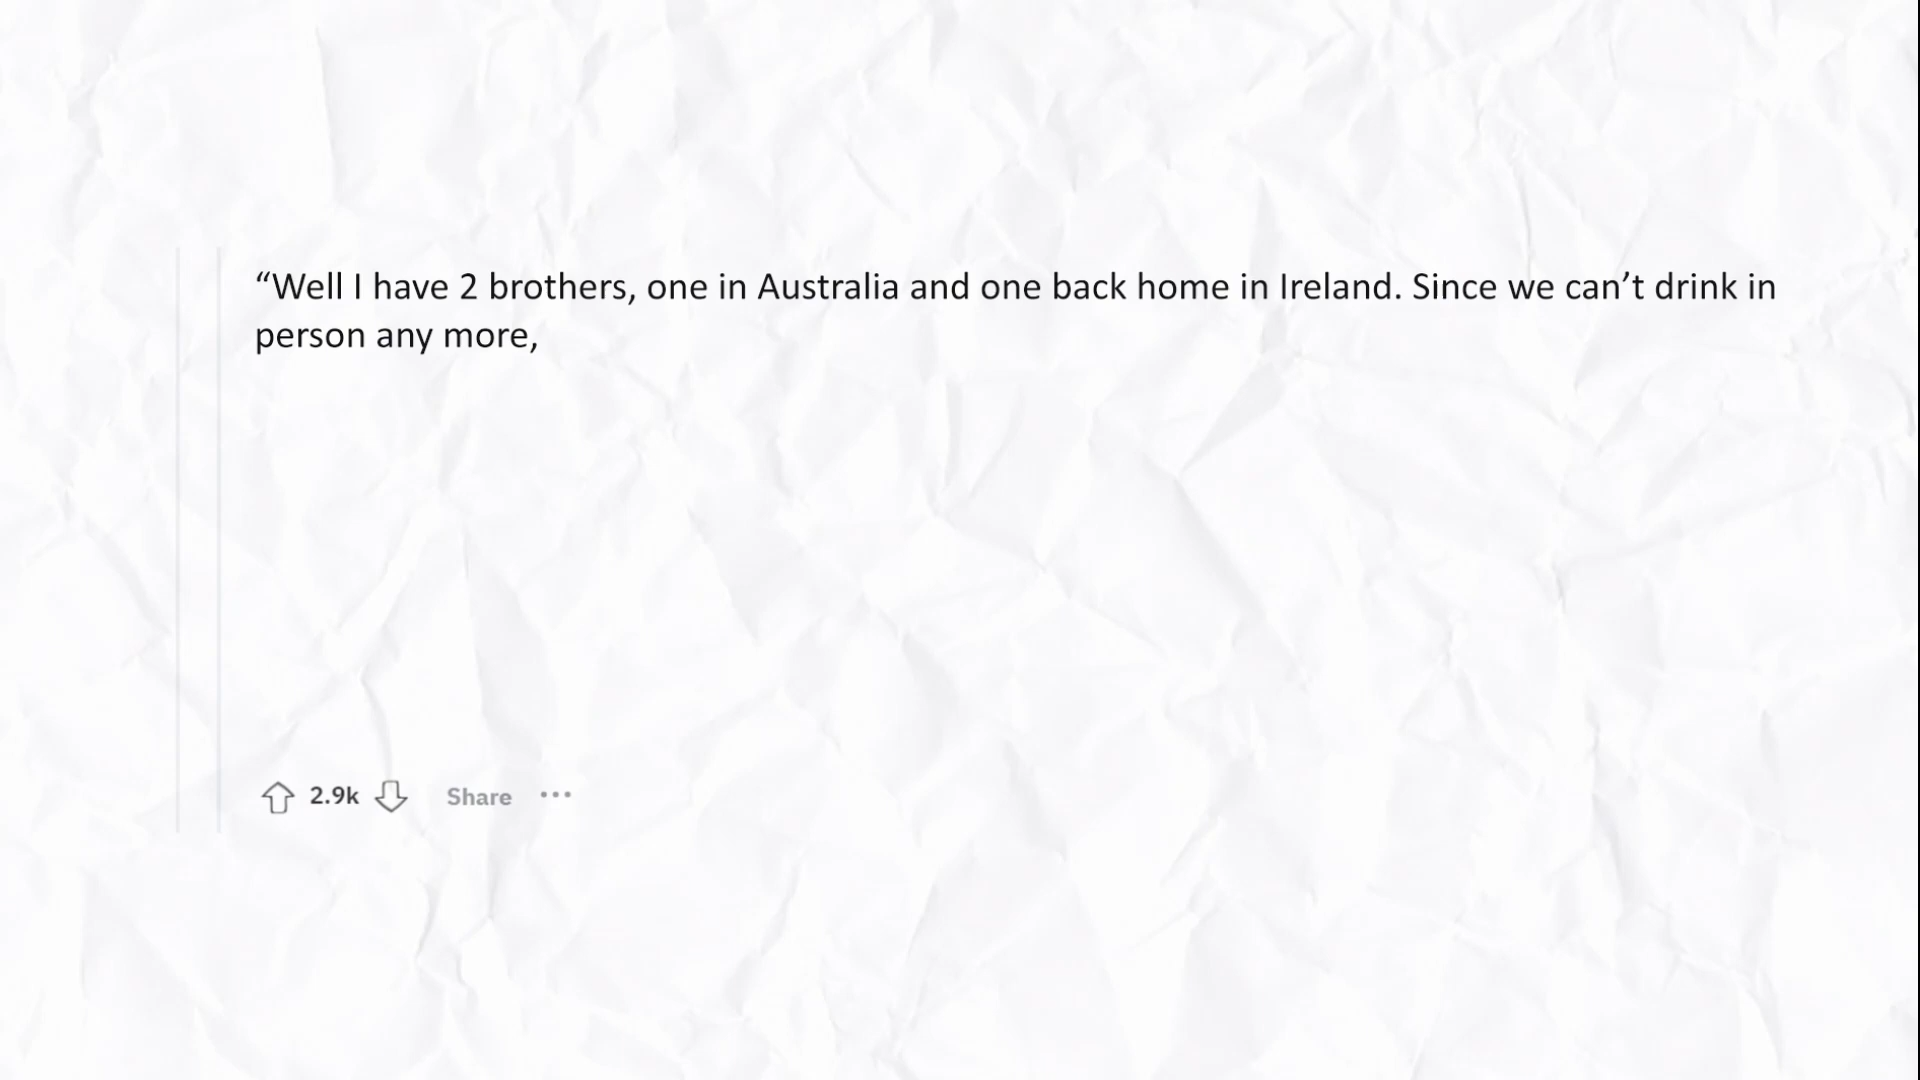 “Well I have 2 brothers, one in Australia and one back home in Ireland. Since we can’t drink in
person any more,
2.9k Share ···